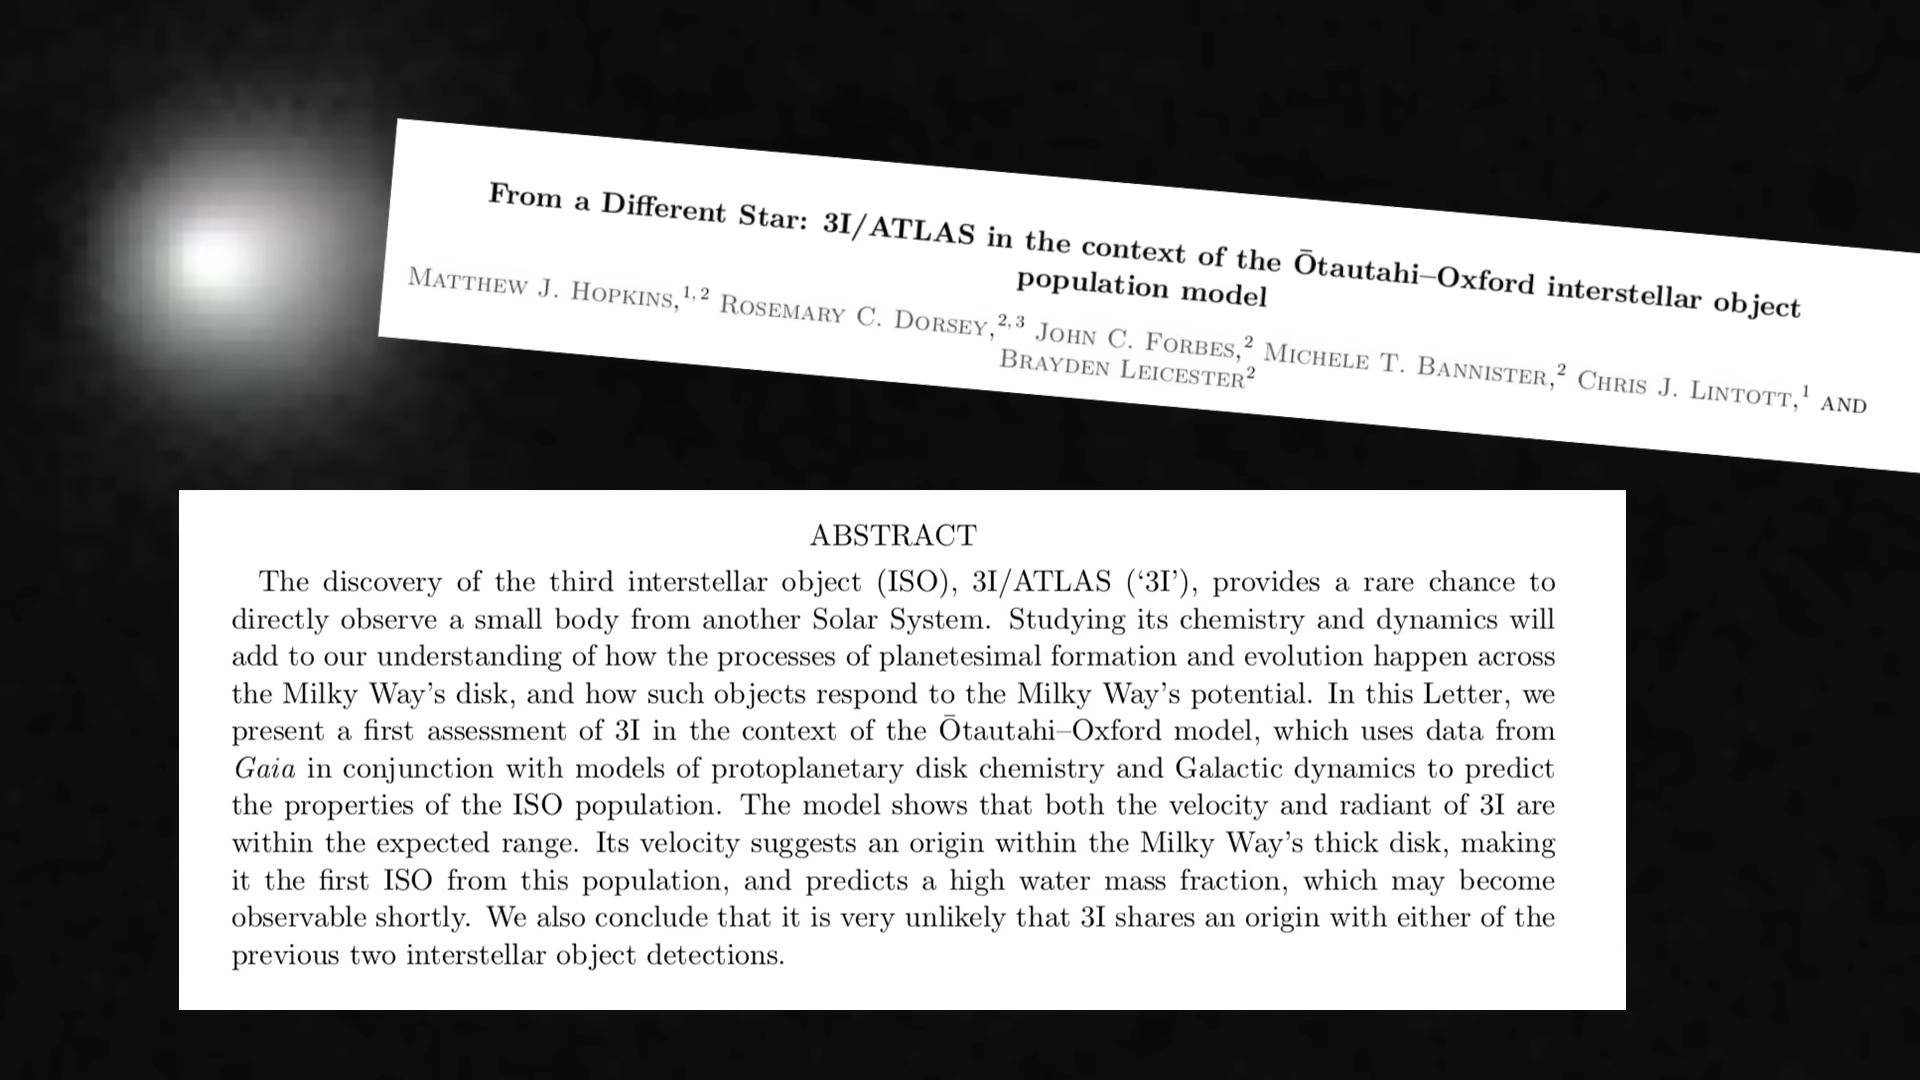 From a Different Star: 3I/ATLAS in the context of the Ōtautahi–Oxford interstellar object
population model
MATTHEW J. HOPKINS,1,2 ROSEMARY C. DORSEY,2,3 JOHN C. FORBES,2 MICHELE T. BANNISTER,2 CHRIS J. LINTOTT,1 AND
BRAYDEN LEICESTER2
ABSTRACT
The discovery of the third interstellar object (ISO), 3I/ATLAS (‘3I’), provides a rare chance to
directly observe a small body from another Solar System. Studying its chemistry and dynamics will
add to our understanding of how the processes of planetesimal formation and evolution happen across
the Milky Way’s disk, and how such objects respond to the Milky Way’s potential. In this Letter, we
present a first assessment of 3I in the context of the Ōtautahi–Oxford model, which uses data from
Gaia in conjunction with models of protoplanetary disk chemistry and Galactic dynamics to predict
the properties of the ISO population. The model shows that both the velocity and radiant of 3I are
within the expected range. Its velocity suggests an origin within the Milky Way’s thick disk, making
it the first ISO from this population, and predicts a high water mass fraction, which may become
observable shortly. We also conclude that it is very unlikely that 3I shares an origin with either of the
previous two interstellar object detections.